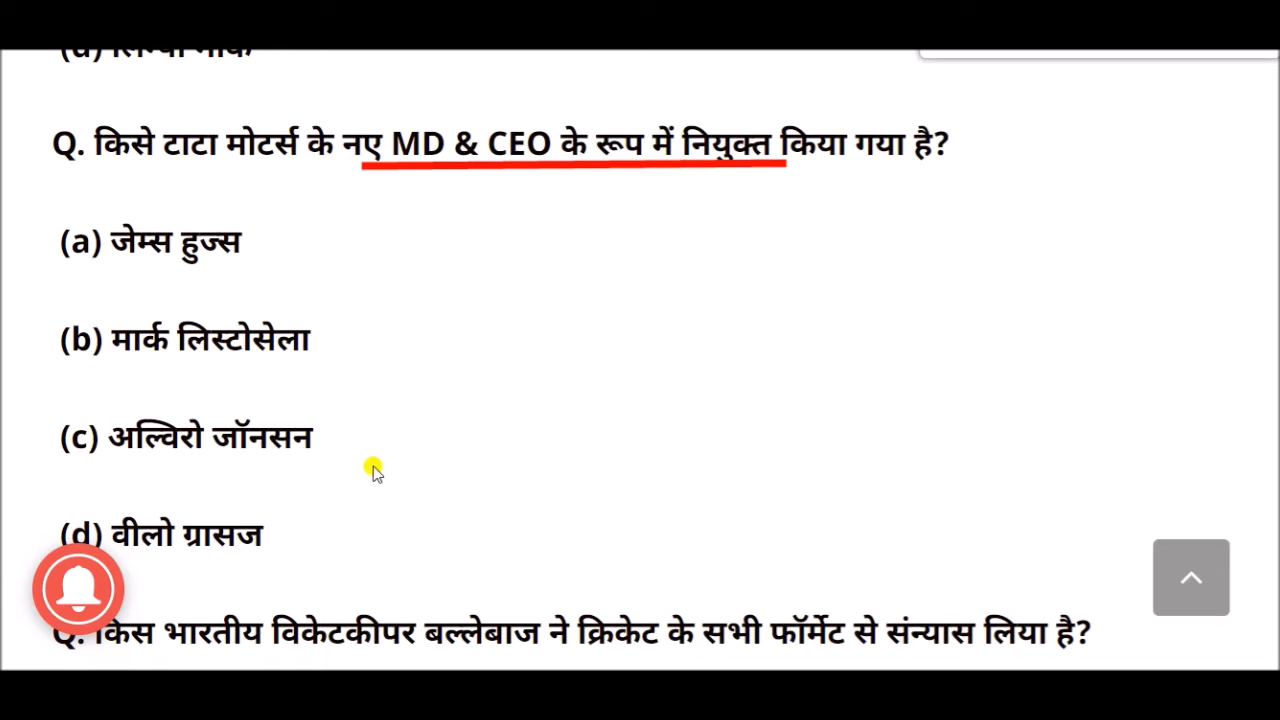 Q. किसे टाटा मोटर्स के नए MD & CEO के रूप में नियुक्त किया गया है?
(a) जेम्स हुज्स
(b) मार्क लिस्टोसेला
(c) अल्विरो जॉनसन
(d) वीलो ग्रासज
Q. किस भारतीय विकेटकीपर बल्लेबाज ने क्रिकेट के सभी फॉर्मेट से संन्यास लिया है?